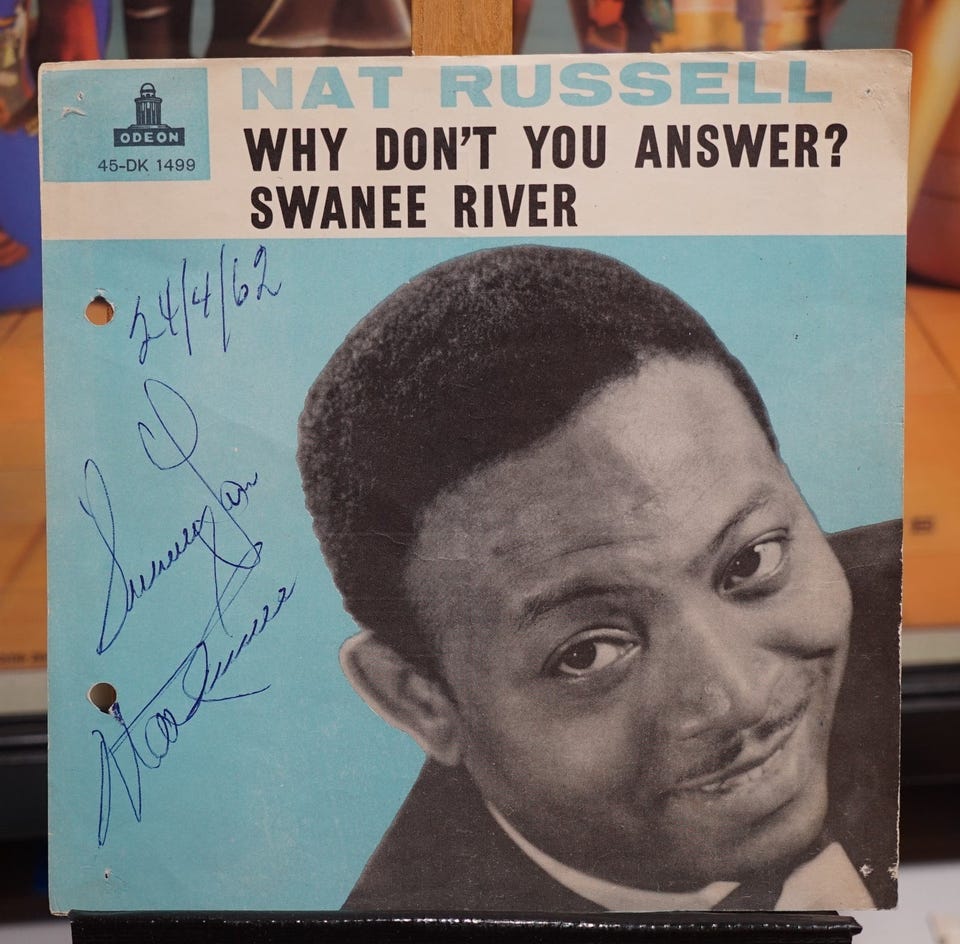 NAT RUSSELL
ODEON
45-DK 1499
WHY DON'T YOU ANSWER?
SWANEE RIVER
24/4/62